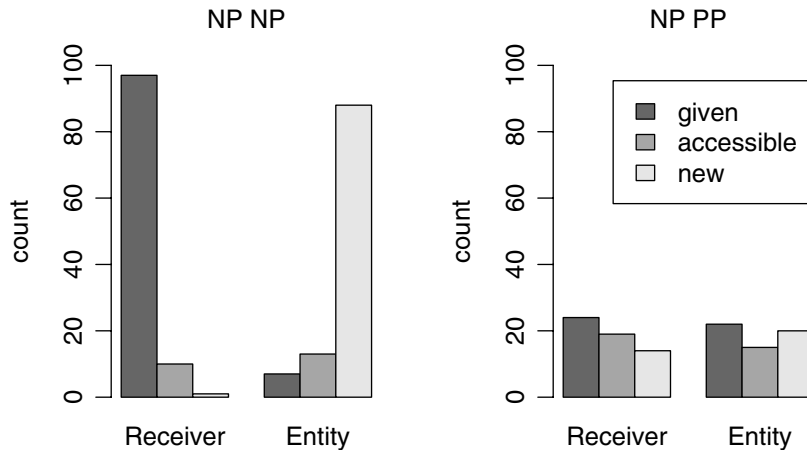 NP NP
count
0
20
40
60
80
100
Receiver
Entity
NP PP
count
0
20
40
60
80
100
given
accessible
new
Receiver
Entity